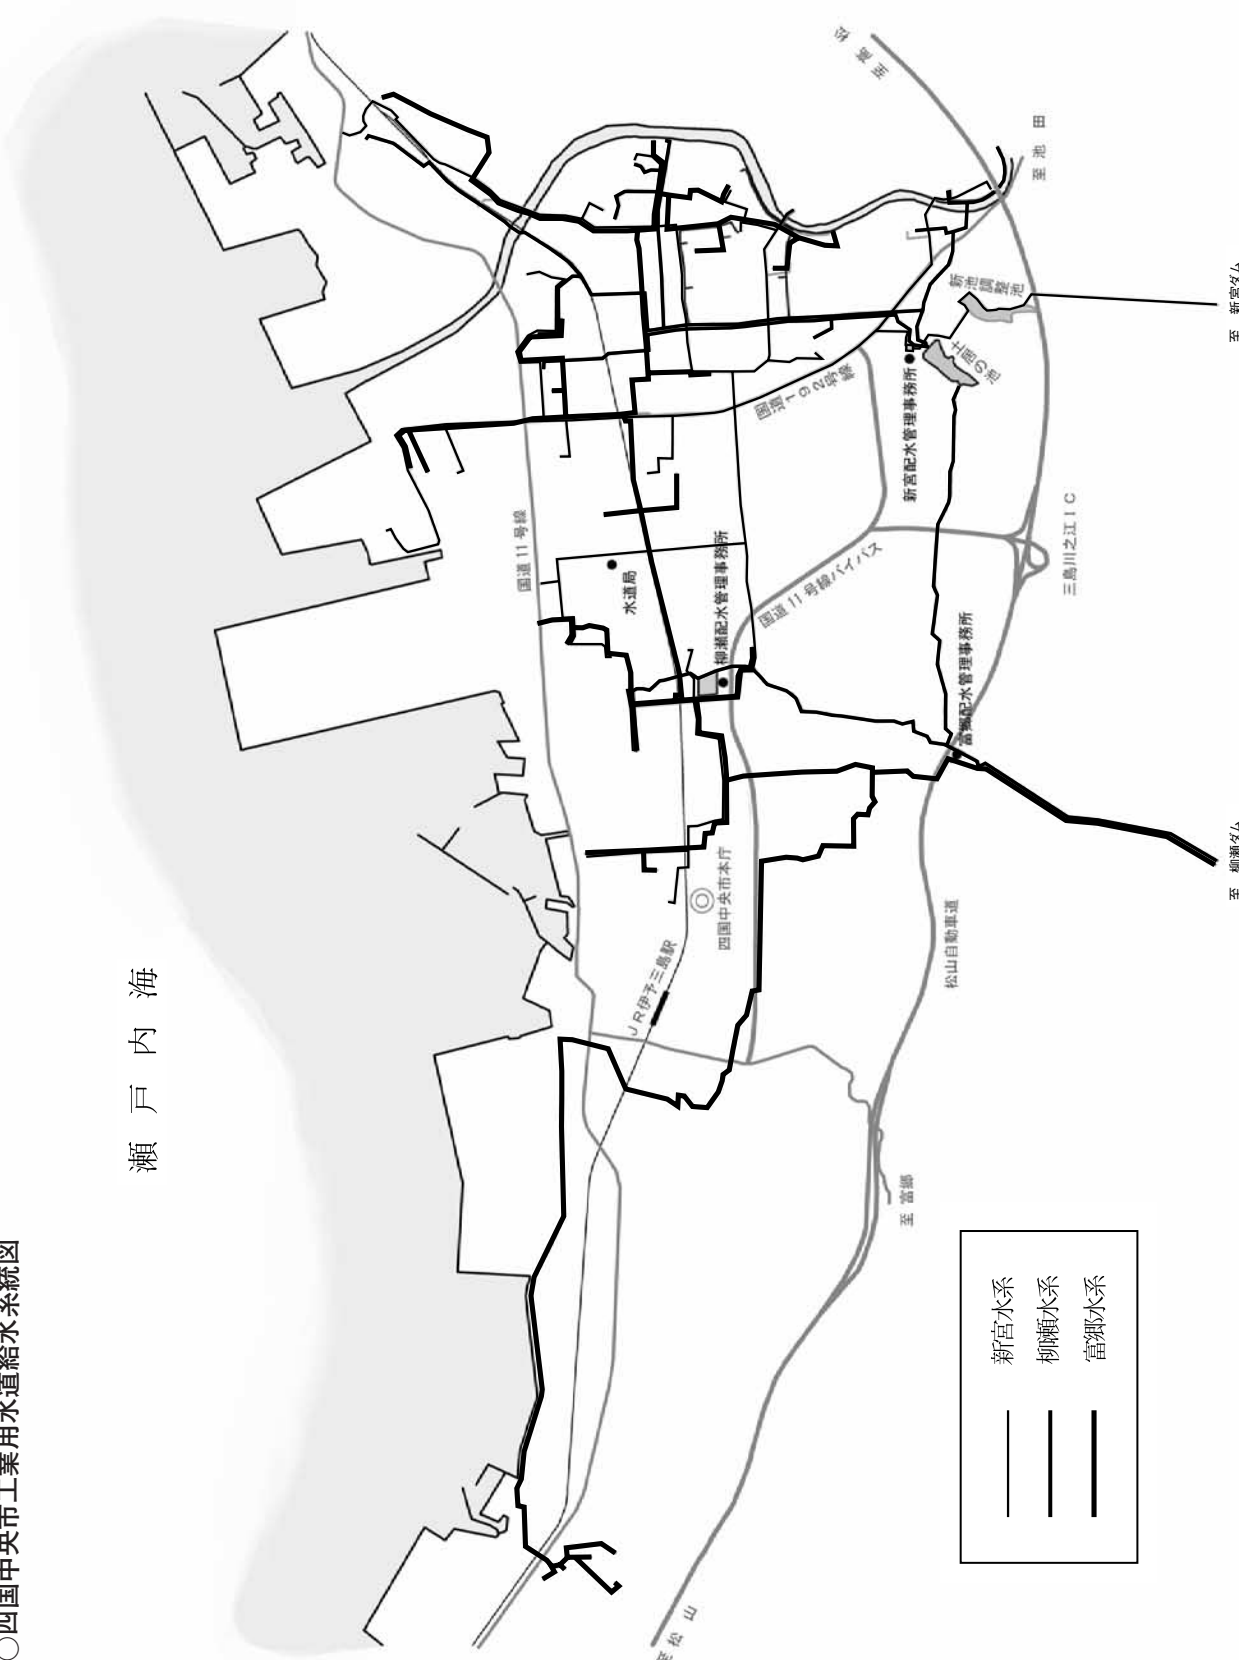 ○四国中央市工業用水道給水系統図
瀬戸内海
至高松
至池田
至 新宮ダム
新池調整池
土居の池
新宮配水管理事務所
国道192号線
国道11号線
水道局
柳瀬配水管理事務所
国道11号線バイパス
三島川之江IC
富郷配水管理事務所
至 柳瀬ダム
四国中央市本庁
JR伊予三島駅
松山自動車道
至 富郷
至松山
新宮水系
柳瀬水系
富郷水系